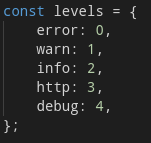 const levels = {
    error: 0,
    warn: 1,
    info: 2,
    http: 3,
    debug: 4,
};